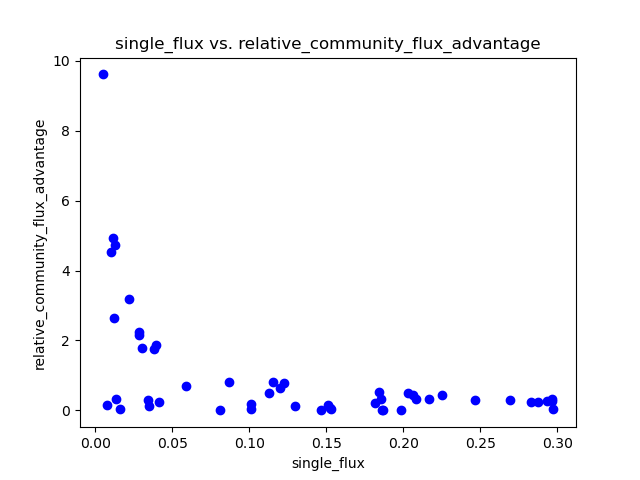 single_flux vs. relative_community_flux_advantage
10
8
6
4
2
0
relative_community_flux_advantage
0.00 0.05 0.10 0.15 0.20 0.25 0.30
single_flux